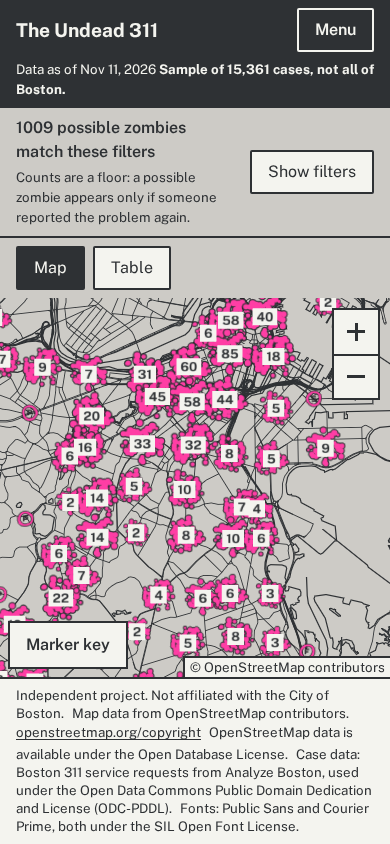 The Undead 311
Menu
Data as of Nov 11, 2026 Sample of 15,361 cases, not all of
Boston.
1009 possible zombies
match these filters
Counts are a floor: a possible
zombie appears only if someone
reported the problem again.
Show filters
Map
Table
2
40
58
6
85
18
7
9
7
31
60
45
58
44
5
20
33
32
16
6
8
5
9
5
10
14
2
7
4
14
2
8
10
6
6
7
22
4
6
6
3
2
5
8
3
+
−
Marker key
© OpenStreetMap contributors
Independent project. Not affiliated with the City of
Boston. Map data from OpenStreetMap contributors.
openstreetmap.org/copyright OpenStreetMap data is
available under the Open Database License. Case data:
Boston 311 service requests from Analyze Boston, used
under the Open Data Commons Public Domain Dedication
and License (ODC-PDDL). Fonts: Public Sans and Courier
Prime, both under the SIL Open Font License.